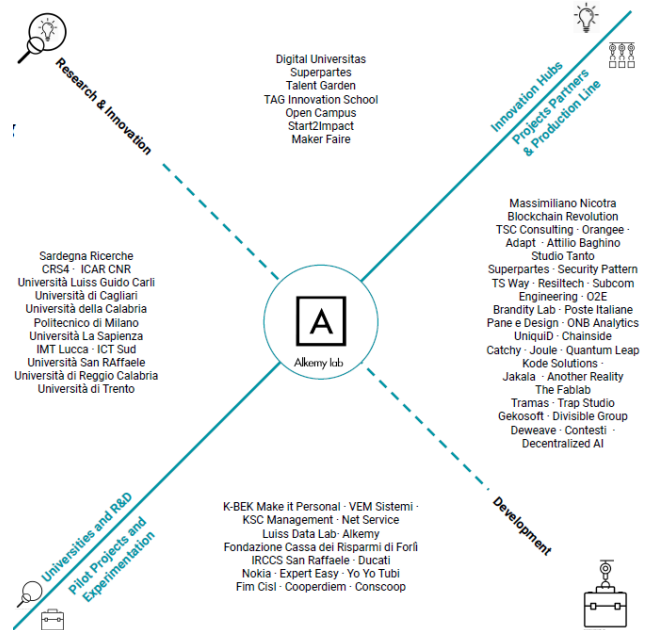 Research & Innovation
Digital Universitas
Superpartes
Talent Garden
TAG Innovation School
Open Campus
Start2Impact
Maker Faire
Innovation Hubs
Projects Partners
& Production Line
Sardegna Ricerche
CRS4 · ICAR CNR
Università Luiss Guido Carli
Università di Cagliari
Università della Calabria
Politecnico di Milano
Università La Sapienza
IMT Lucca · ICT Sud
Università San RAffaele
Università di Reggio Calabria
Università di Trento
A
Alkemy lab
Massimiliano Nicotra
Blockchain Revolution
TSC Consulting · Orangee ·
Adapt · Attilio Baghino
Studio Tanto
Superpartes · Security Pattern
TS Way · Resiltech · Subcom
Engineering · O2E
Brandity Lab · Poste Italiane
Pane e Design · ONB Analytics
UniquiD · Chainside
Catchy · Joule · Quantum Leap
Kode Solutions ·
Jakala · Another Reality
The Fablab
Tramas · Trap Studio
Gekosoft · Divisible Group
Deweave · Contesti ·
Decentralized AI
Universities and R&D
Pilot Projects and
Experimentation
K-BEK Make it Personal · VEM Sistemi ·
KSC Management · Net Service
Luiss Data Lab· Alkemy
Fondazione Cassa dei Risparmi di Forlì
IRCCS San Raffaele · Ducati
Nokia · Expert Easy · Yo Yo Tubi
Fim Cisl · Cooperdiem · Conscoop
Development